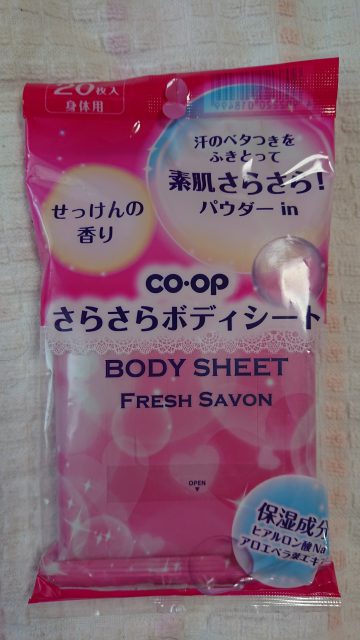 20枚入
身体用
汗のベタつきを
ふきとって
素肌さらさら!
パウダー in
せっけんの
香り
CO·OP
さらさらボディシート
BODY SHEET
FRESH SAVON
OPEN
保湿成分
ヒアルロン酸Na
アロエベラ葉エキ